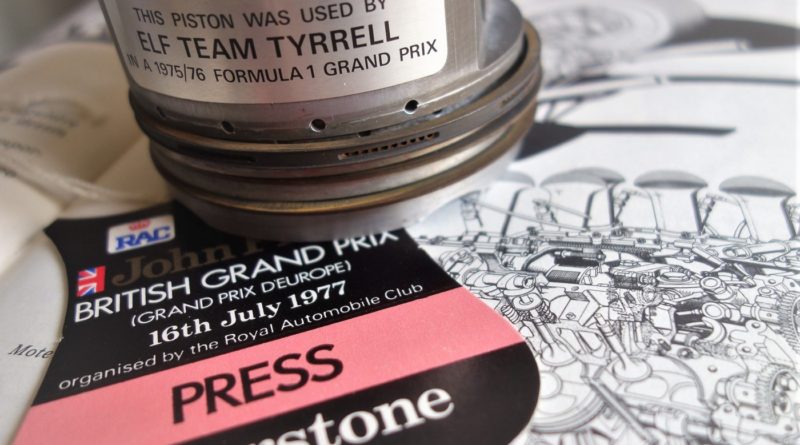 THIS PISTON WAS USED BY
ELF TEAM TYRRELL
IN A 1975/76 FORMULA 1 GRAND PRIX
RAC
John
BRITISH GRAND PRIX
(GRAND PRIX D'EUROPE)
16th July 1977
organised by the Royal Automobile Club
PRESS